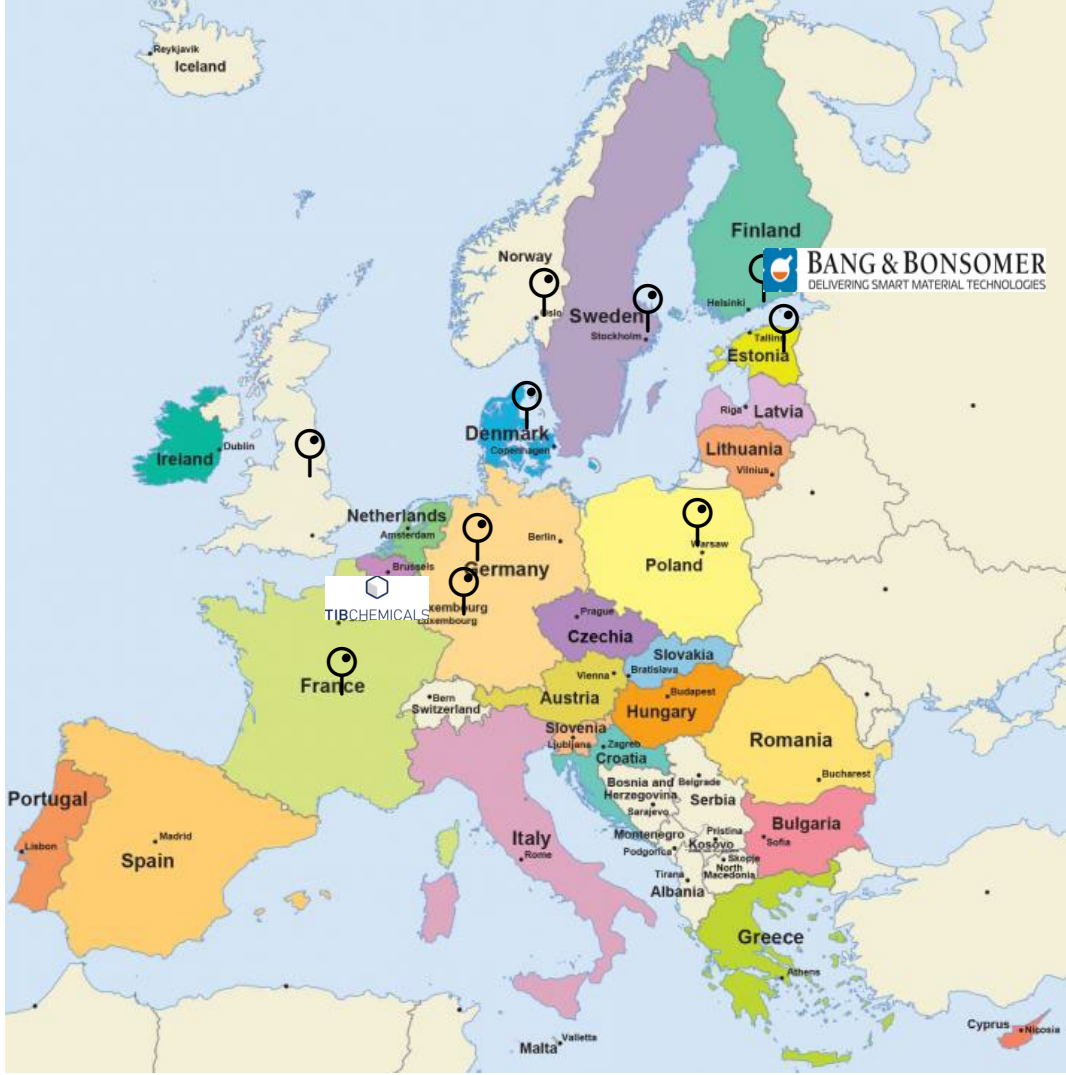 Reykjavik
Iceland
Finland
Norway
BANG & BONSOMER
DELIVERING SMART MATERIAL TECHNOLOGIES
Helsinki
Oslo
Sweden
Stockholm
Tallinn
Estonia
Riga
Latvia
Denmark
Copenhagen
Lithuania
Vilnius
Dublin
Ireland
Netherlands
Amsterdam
Berlin
Warsaw
Poland
Brussels
Germany
TIBCHEMICALS
Luxembourg
Luxembourg
Prague
Czechia
Slovakia
Bratislava
Vienna
France
Bern
Switzerland
Austria
Budapest
Hungary
Slovenia
Ljubljana
Zagreb
Croatia
Romania
Bucharest
Bosnia and
Herzegovina
Sarajevo
Belgrade
Serbia
Portugal
Lisbon
Madrid
Spain
Italy
Rome
Montenegro
Podgorica
Pristina
Kosovo
Bulgaria
Sofia
Skopje
North
Macedonia
Tirana
Albania
Greece
Athens
Cyprus
Nicosia
Malta
Valletta